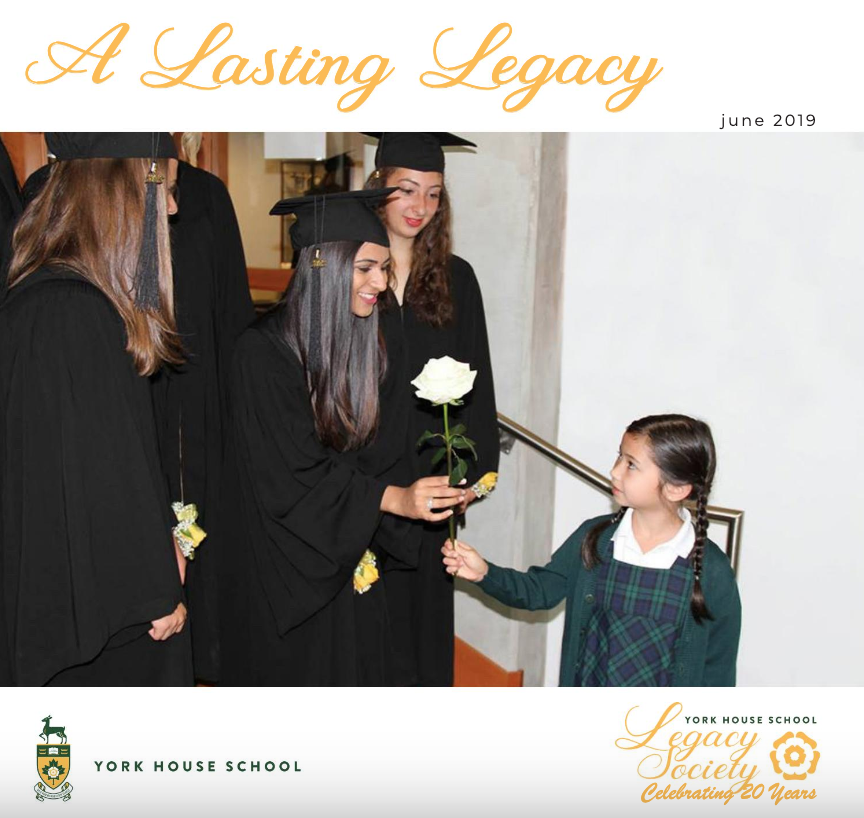 A Lasting Legacy
june 2019
YORK HOUSE SCHOOL
YORK HOUSE SCHOOL
Legacy
Society
Celebrating 20 Years